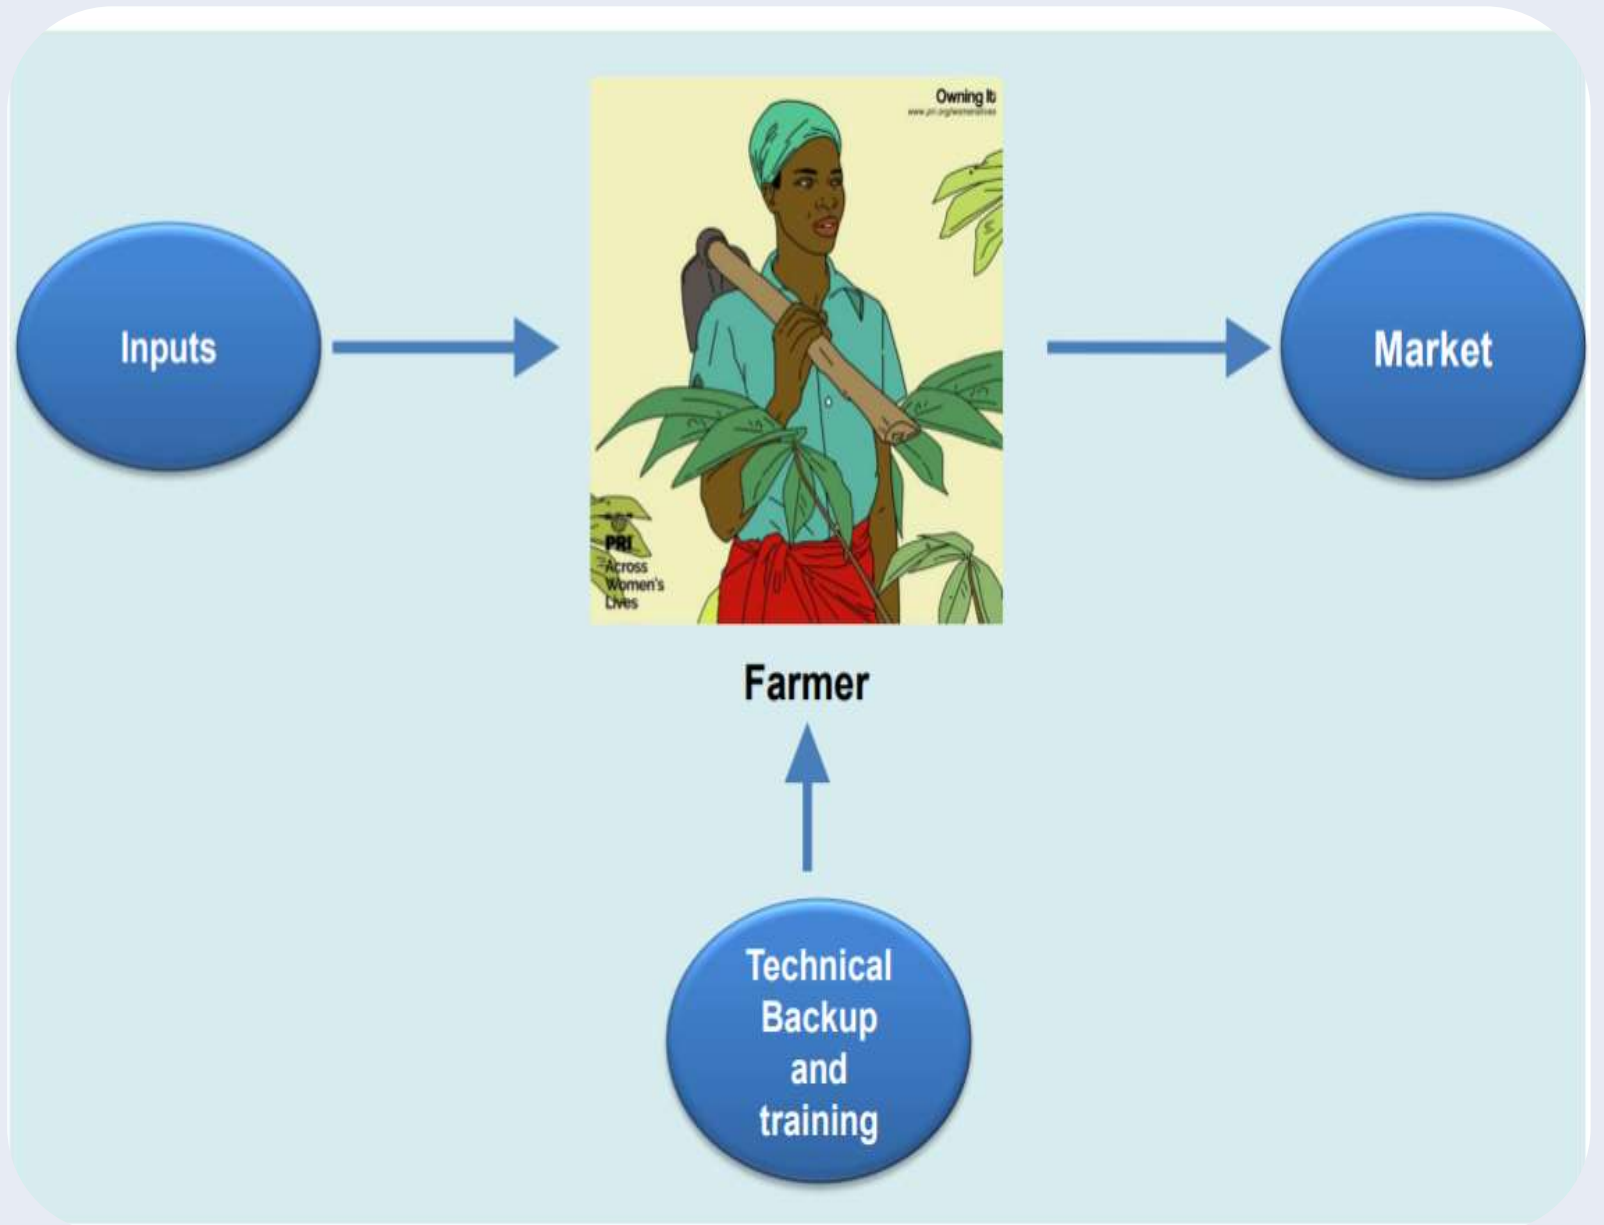 Owning It
Inputs
Market
PRI
Across
Women's
Lives
Farmer
Technical
Backup
and
training